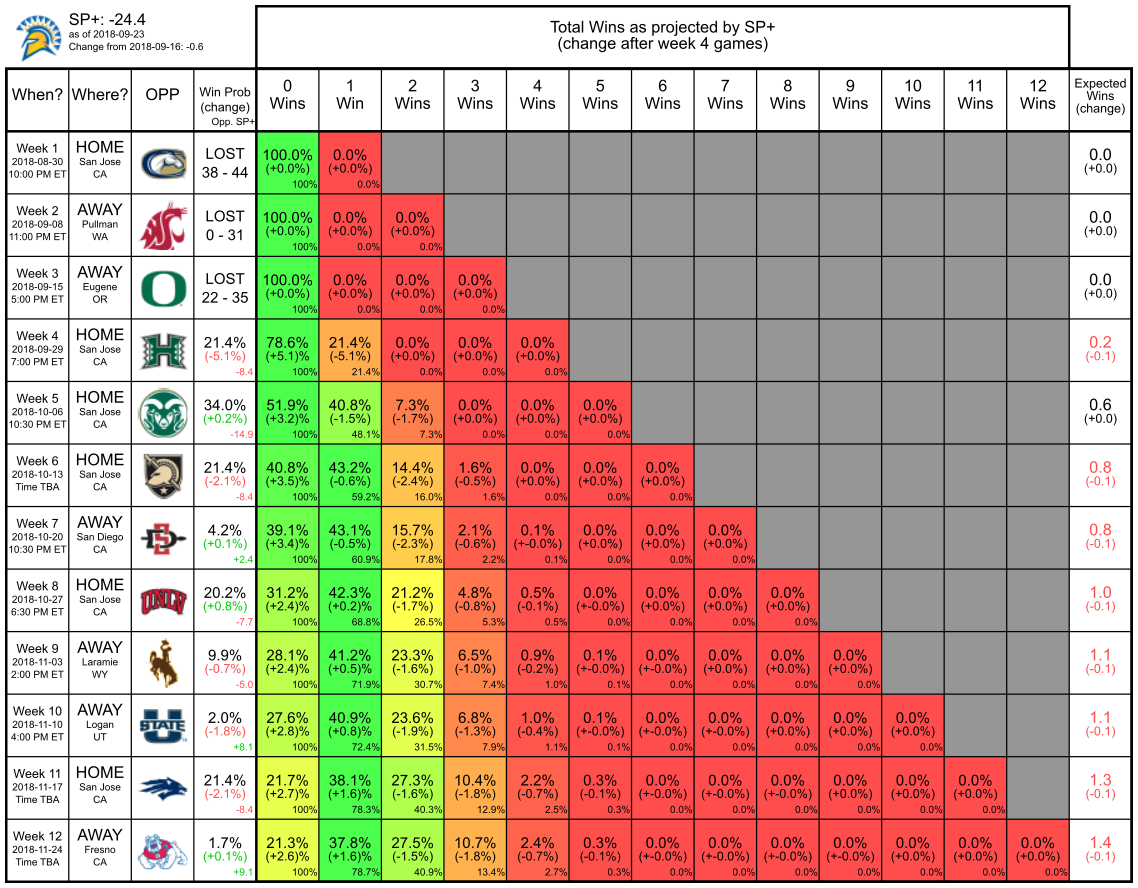 SP+: -24.4
as of 2018-09-23
Change from 2018-09-16: -0.6
Total Wins as projected by SP+
(change after week 4 games)
When? Where? OPP Win Prob (change) Opp. SP+ 0 Wins 1 Win 2 Wins 3 Wins 4 Wins 5 Wins 6 Wins 7 Wins 8 Wins 9 Wins 10 Wins 11 Wins 12 Wins Expected Wins (change)
Week 1 HOME LOST 100.0% 0.0% 0.0
2018-08-30 San Jose (+0.0%) (+0.0%) (+0.0)
10:00 PM ET CA 38 - 44 100% 0.0%
Week 2 AWAY LOST 100.0% 0.0% 0.0% 0.0
2018-09-08 Pullman (+0.0%) (+0.0%) (+0.0%) (+0.0)
11:00 PM ET WA 0 - 31 100% 0.0% 0.0%
Week 3 AWAY LOST 100.0% 0.0% 0.0% 0.0% 0.0
2018-09-15 Eugene (+0.0%) (+0.0%) (+0.0%) (+0.0%) (+0.0)
5:00 PM ET OR 22 - 35 100% 0.0% 0.0% 0.0%
Week 4 HOME 21.4% 78.6% 21.4% 0.0% 0.0% 0.0% 0.2
2018-09-29 San Jose (-5.1%) (+5.1%) (-5.1%) (+0.0%) (+0.0%) (+0.0%) (-0.1)
7:00 PM ET CA -8.4 100% 21.4% 0.0% 0.0% 0.0%
Week 5 HOME 34.0% 51.9% 40.8% 7.3% 0.0% 0.0% 0.0% 0.6
2018-10-06 San Jose (+0.2%) (+3.2)% (-1.5%) (-1.7%) (+0.0%) (+0.0%) (+0.0%) (+0.0)
10:30 PM ET CA -14.9 100% 48.1% 7.3% 0.0% 0.0% 0.0%
Week 6 HOME 21.4% 40.8% 43.2% 14.4% 1.6% 0.0% 0.0% 0.0% 0.8
2018-10-13 San Jose (-2.1%) (+3.5)% (-0.6%) (-2.4%) (-0.5%) (+0.0%) (+0.0%) (+0.0%) (-0.1)
Time TBA CA -8.4 100% 59.2% 16.0% 1.6% 0.0% 0.0% 0.0%
Week 7 AWAY 4.2% 39.1% 43.1% 15.7% 2.1% 0.1% 0.0% 0.0% 0.0% 0.8
2018-10-20 San Diego (+0.1%) (+3.4)% (-0.5%) (-2.3%) (-0.6%) (+-0.0%) (+0.0%) (+0.0%) (+0.0%) (-0.1)
10:30 PM ET CA +2.4 100% 60.9% 17.8% 2.2% 0.1% 0.0% 0.0% 0.0%
Week 8 HOME UNLV 20.2% 31.2% 42.3% 21.2% 4.8% 0.5% 0.0% 0.0% 0.0% 0.0% 1.0
2018-10-27 San Jose (+0.8%) (+2.4)% (+0.2)% (-1.7%) (-0.8%) (-0.1%) (+-0.0%) (+0.0%) (+0.0%) (+0.0%) (-0.1)
6:30 PM ET CA -7.7 100% 68.8% 26.5% 5.3% 0.5% 0.0% 0.0% 0.0% 0.0%
Week 9 AWAY 9.9% 28.1% 41.2% 23.3% 6.5% 0.9% 0.1% 0.0% 0.0% 0.0% 0.0% 1.1
2018-11-03 Laramie (-0.7%) (+2.4)% (+0.5)% (-1.6%) (-1.0%) (-0.2%) (+-0.0%) (+-0.0%) (+0.0%) (+0.0%) (+0.0%) (-0.1)
2:00 PM ET WY -5.0 100% 71.9% 30.7% 7.4% 1.0% 0.1% 0.0% 0.0% 0.0% 0.0%
Week 10 AWAY STATE 2.0% 27.6% 40.9% 23.6% 6.8% 1.0% 0.1% 0.0% 0.0% 0.0% 0.0% 0.0% 1.1
2018-11-10 Logan (-1.8%) (+2.8)% (+0.8)% (-1.9%) (-1.3%) (-0.4%) (-0.1%) (+-0.0%) (+-0.0%) (+0.0%) (+0.0%) (+0.0%) (-0.1)
4:00 PM ET UT +8.1 100% 72.4% 31.5% 7.9% 1.1% 0.1% 0.0% 0.0% 0.0% 0.0% 0.0%
Week 11 HOME 21.4% 21.7% 38.1% 27.3% 10.4% 2.2% 0.3% 0.0% 0.0% 0.0% 0.0% 0.0% 0.0% 1.3
2018-11-17 San Jose (-2.1%) (+2.7)% (+1.6)% (-1.6%) (-1.8%) (-0.7%) (-0.1%) (+-0.0%) (+-0.0%) (+-0.0%) (+0.0%) (+0.0%) (+0.0%) (-0.1)
Time TBA CA -8.4 100% 78.3% 40.3% 12.9% 2.5% 0.3% 0.0% 0.0% 0.0% 0.0% 0.0% 0.0%
Week 12 AWAY 1.7% 21.3% 37.8% 27.5% 10.7% 2.4% 0.3% 0.0% 0.0% 0.0% 0.0% 0.0% 0.0% 0.0% 1.4
2018-11-24 Fresno (+0.1%) (+2.6)% (+1.6)% (-1.5%) (-1.8%) (-0.7%) (-0.1%) (+-0.0%) (+-0.0%) (+-0.0%) (+-0.0%) (+0.0%) (+0.0%) (+0.0%) (-0.1)
Time TBA CA +9.1 100% 78.7% 40.9% 13.4% 2.7% 0.3% 0.0% 0.0% 0.0% 0.0% 0.0% 0.0% 0.0%